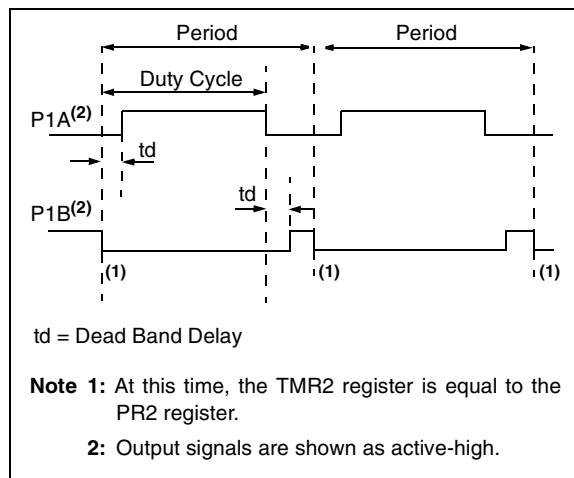 Period Period
Duty Cycle
P1A(2)
td
td
P1B(2)
(1) (1) (1)
td = Dead Band Delay
Note 1: At this time, the TMR2 register is equal to the
PR2 register.
2: Output signals are shown as active-high.